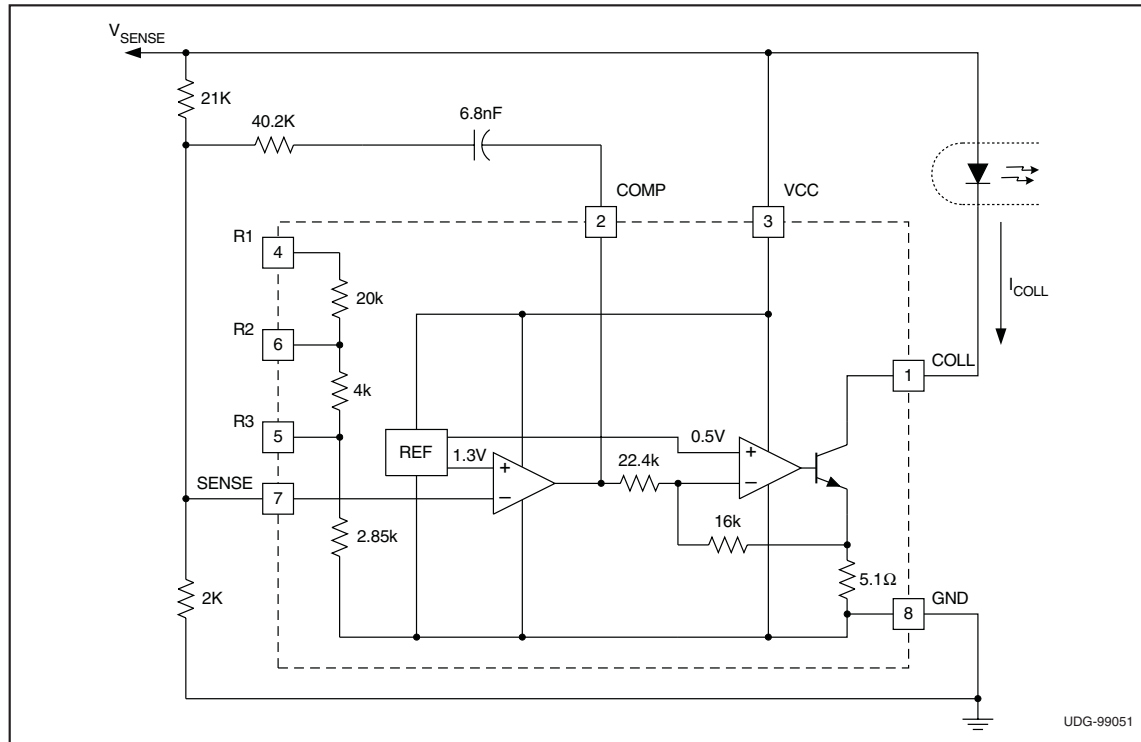 VSENSE
21K
40.2K
6.8nF
COMP
VCC
2
3
R1
4
20k
ICOLL
R2
6
COLL
4k
1
R3
5
REF
0.5V
+
1.3V
22.4k
SENSE
+
–
7
–
16k
2.85k
5.1Ω
2K
GND
8
UDG-99051